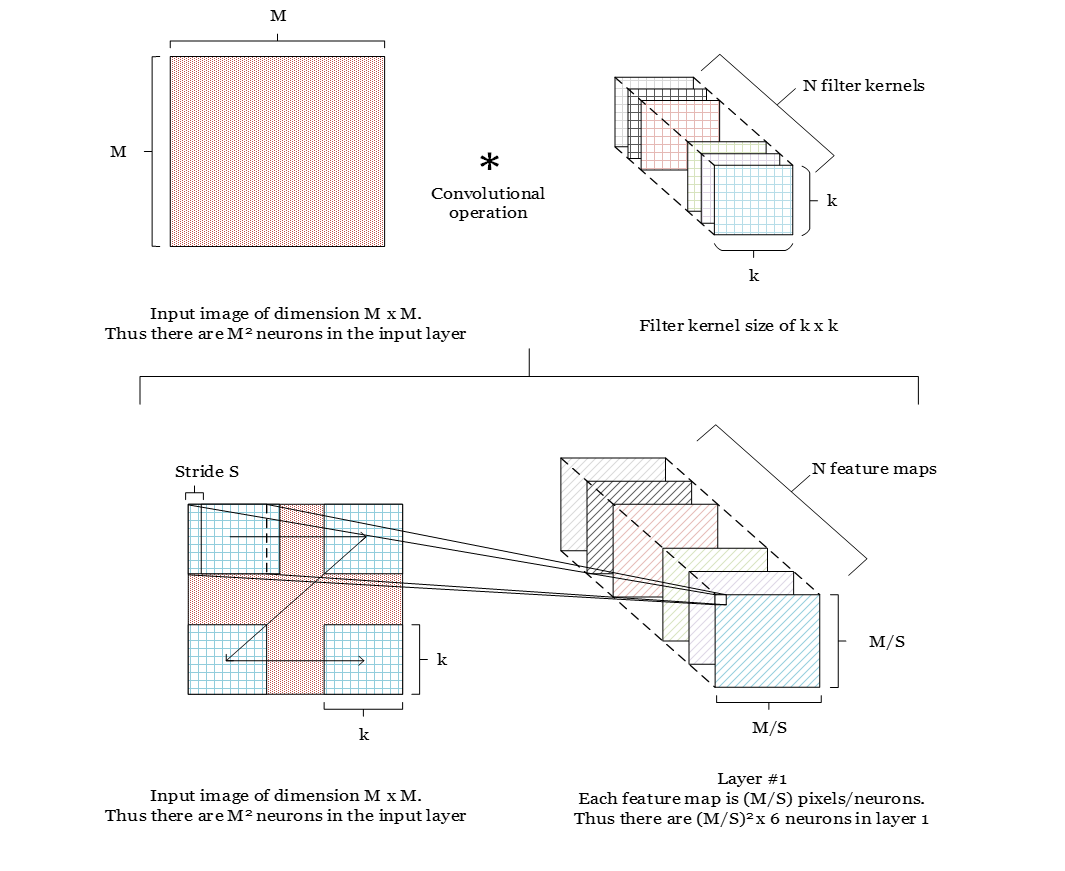 M
N filter kernels
M
*
Convolutional
operation
k
k
Input image of dimension M x M.
Thus there are M² neurons in the input layer
Filter kernel size of k x k
Stride S
N feature maps
M/S
k
k
M/S
Layer #1
Input image of dimension M x M.
Thus there are M² neurons in the input layer
Each feature map is (M/S) pixels/neurons.
Thus there are (M/S)² x 6 neurons in layer 1